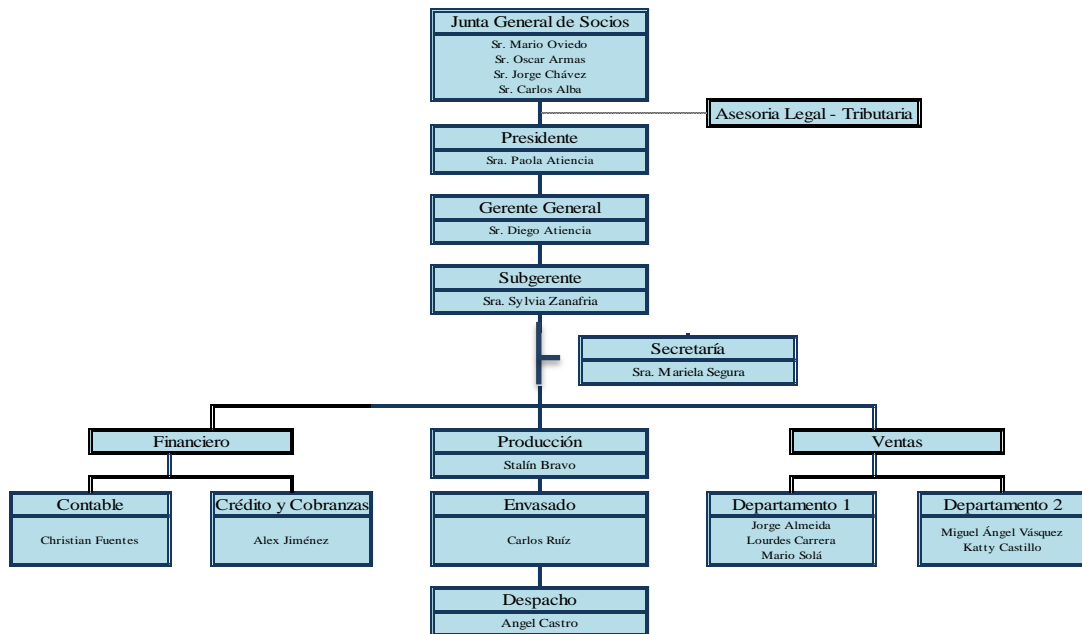 Junta General de Socios
Sr. Mario Oviedo
Sr. Oscar Armas
Sr. Jorge Chávez
Sr. Carlos Alba
Asesoria Legal - Tributaria
Presidente
Sra. Paola Atiencia
Gerente General
Sr. Diego Atiencia
Subgerente
Sra. Sylvia Zanafria
Secretaría
Sra. Mariela Segura
Financiero
Producción
Stalín Bravo
Ventas
Contable
Christian Fuentes
Crédito y Cobranzas
Alex Jiménez
Envasado
Carlos Ruíz
Departamento 1
Jorge Almeida
Lourdes Carrera
Mario Solá
Departamento 2
Miguel Ángel Vásquez
Katty Castillo
Despacho
Angel Castro